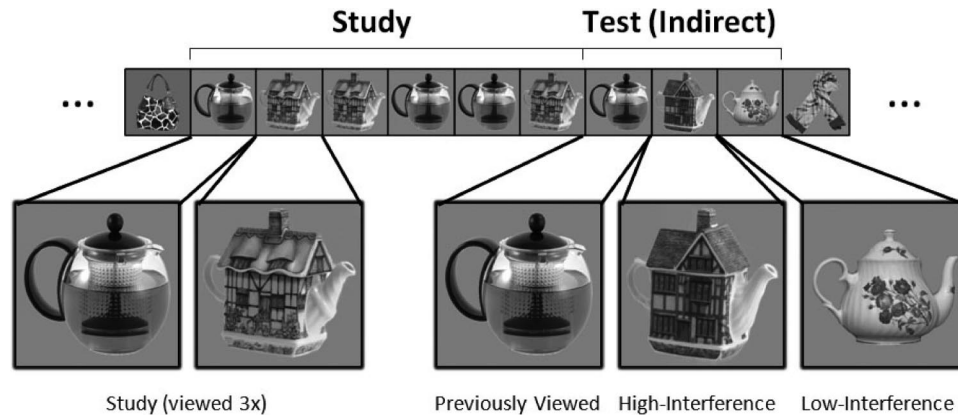 Study Test (Indirect)
... ...
Study (viewed 3x) Previously Viewed High-Interference Low-Interference